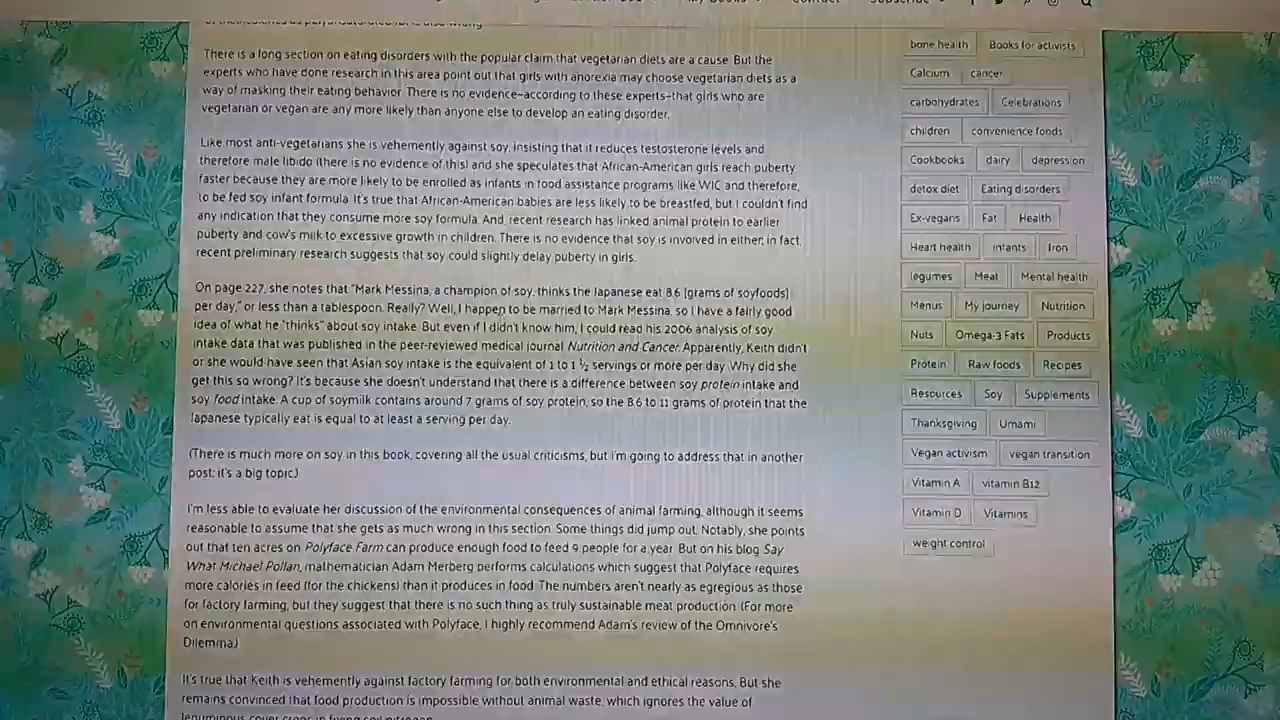 There is a long section on eating disorders with the popular claim that vegetarian diets are a cause. But the
experts who have done research in this area point out that girls with anorexia may choose vegetarian diets as a
way of masking their eating behavior. There is no evidence–according to these experts–that girls who are
vegetarian or vegan are any more likely than anyone else to develop an eating disorder.
Like most anti-vegetarians she is vehemently against soy, insisting that it reduces testosterone levels and
therefore male libido (there is no evidence of this) and she speculates that African-American girls reach puberty
faster because they are more likely to be enrolled as infants in food assistance programs like WIC and therefore,
to be fed soy infant formula. It's true that African-American babies are less likely to be breastfed, but I couldn't find
any indication that they consume more soy formula. And, recent research has linked animal protein to earlier
puberty and cow's milk to excessive growth in children. There is no evidence that soy is involved in either; in fact,
recent preliminary research suggests that soy could slightly delay puberty in girls.
On page 227, she notes that "Mark Messina, a champion of soy, thinks the Japanese eat 8.6 [grams of soyfoods]
per day," or less than a tablespoon. Really? Well, I happen to be married to Mark Messina, so I have a fairly good
idea of what he "thinks" about soy intake. But even if I didn't know him, I could read his 2006 analysis of soy
intake data that was published in the peer-reviewed medical journal Nutrition and Cancer. Apparently, Keith didn't
or she would have seen that Asian soy intake is the equivalent of 1 to 1 ½ servings or more per day. Why did she
get this so wrong? It's because she doesn't understand that there is a difference between soy protein intake and
soy food intake. A cup of soymilk contains around 7 grams of soy protein, so the 8.6 to 11 grams of protein that the
Japanese typically eat is equal to at least a serving per day.
(There is much more on soy in this book, covering all the usual criticisms, but I'm going to address that in another
post; it's a big topic.)
I'm less able to evaluate her discussion of the environmental consequences of animal farming, although it seems
reasonable to assume that she gets as much wrong in this section. Some things did jump out. Notably, she points
out that ten acres on Polyface Farm can produce enough food to feed 9 people for a year. But on his blog Say
What Michael Pollan, mathematician Adam Merberg performs calculations which suggest that Polyface requires
more calories in feed (for the chickens) than it produces in food. The numbers aren't nearly as egregious as those
for factory farming, but they suggest that there is no such thing as truly sustainable meat production. (For more
on environmental questions associated with Polyface, I highly recommend Adam's review of the Omnivore's
Dilemma.)
It's true that Keith is vehemently against factory farming for both environmental and ethical reasons. But she
remains convinced that food production is impossible without animal waste, which ignores the value of
bone health Books for activists
Calcium cancer
carbohydrates Celebrations
children convenience foods
Cookbooks dairy depression
detox diet Eating disorders
Ex-vegans Fat Health
Heart health infants Iron
legumes Meat Mental health
Menus My journey Nutrition
Nuts Omega-3 Fats Products
Protein Raw foods Recipes
Resources Soy Supplements
Thanksgiving Umami
Vegan activism vegan transition
Vitamin A vitamin B12
Vitamin D Vitamins
weight control